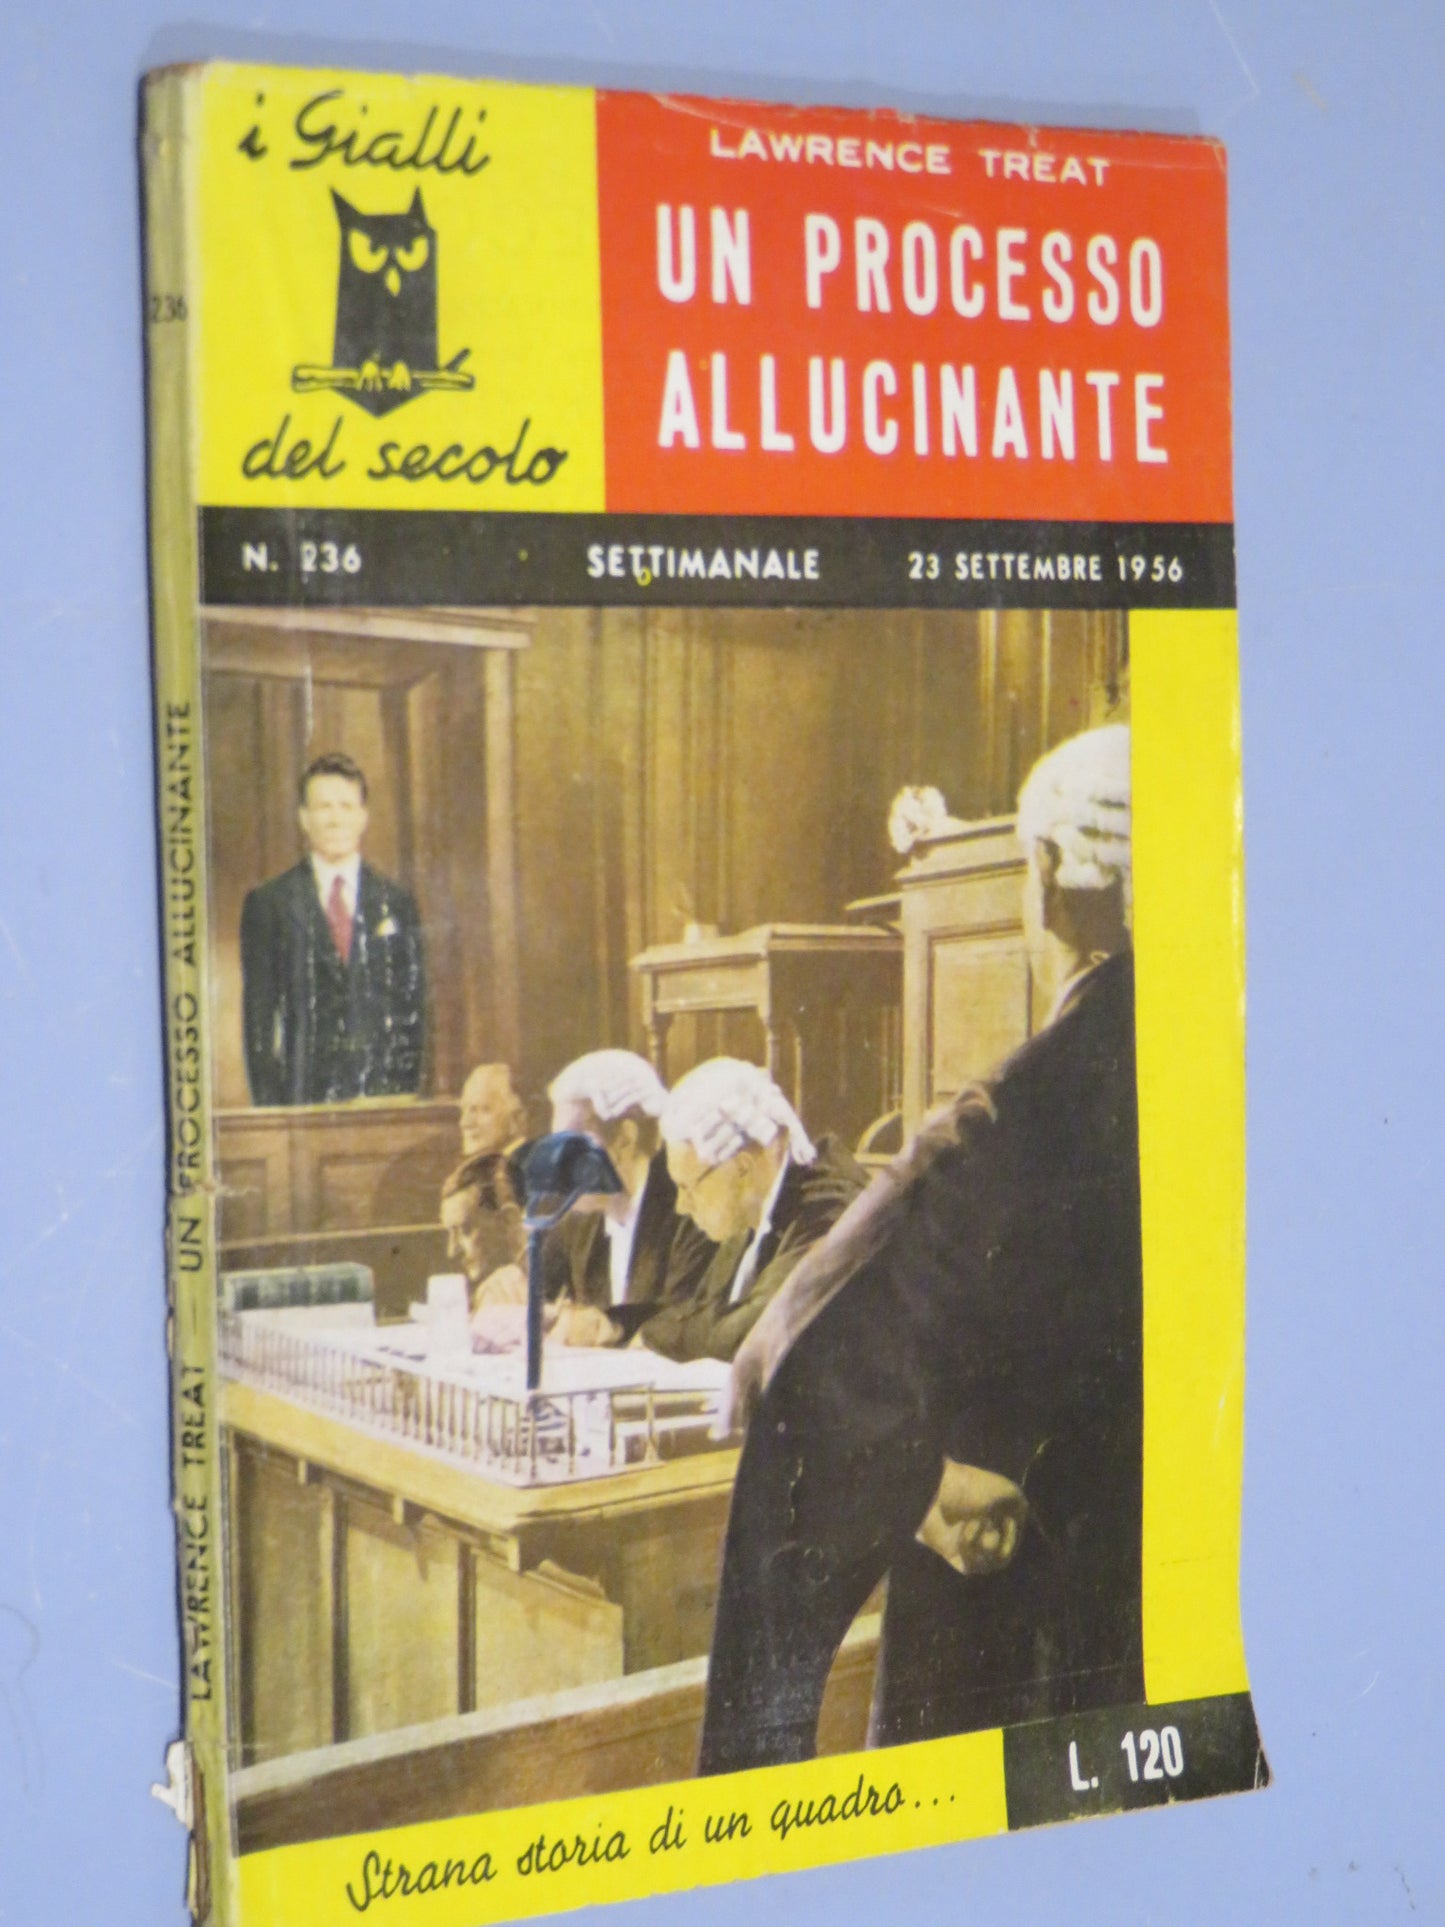 i Gialli
del secolo
LAWRENCE TREAT
UN PROCESSO
ALLUCINANTE
N. 236
SETTIMANALE
23 SETTEMBRE 1956
Strana storia di un quadro...
L. 120
236
LAWRENCE TREAT — UN PROCESSO ALLUCINANTE